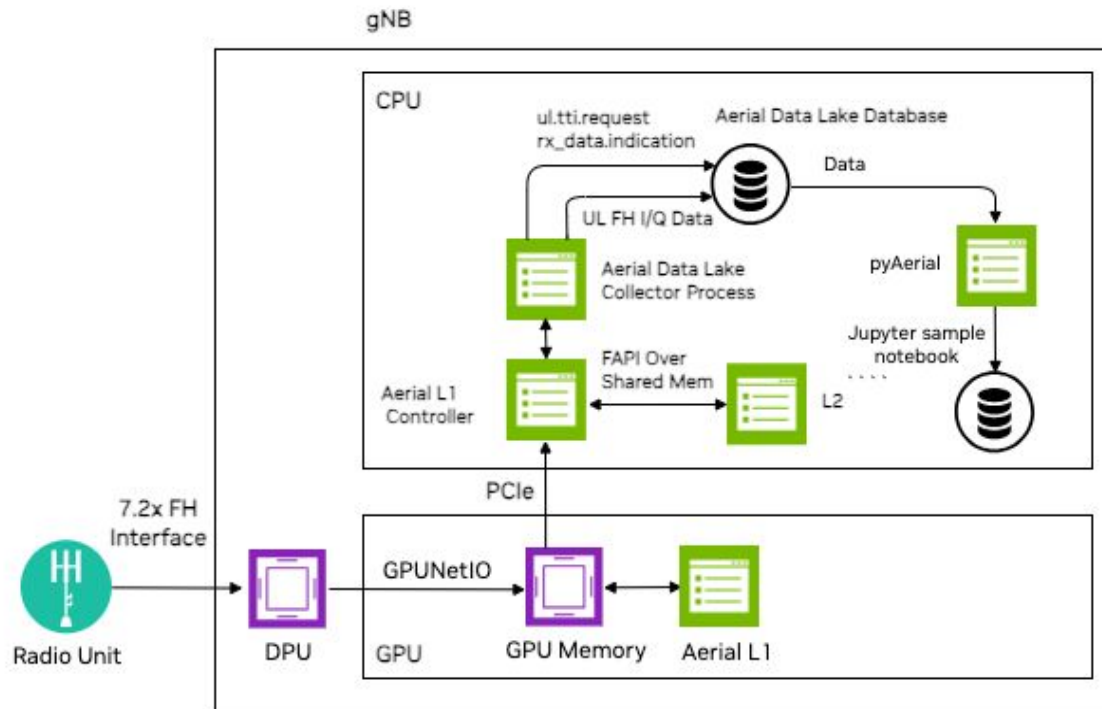 gNB
CPU
ul.tti.request
rx_data.indication
Aerial Data Lake Database
Data
UL FH I/Q Data
Aerial Data Lake
Collector Process
pyAerial
Jupyter sample
notebook
FAPI Over
Shared Mem
Aerial L1
Controller
L2
PCIe
7.2x FH
Interface
GPUNetIO
Radio Unit
DPU
GPU
GPU Memory
Aerial L1